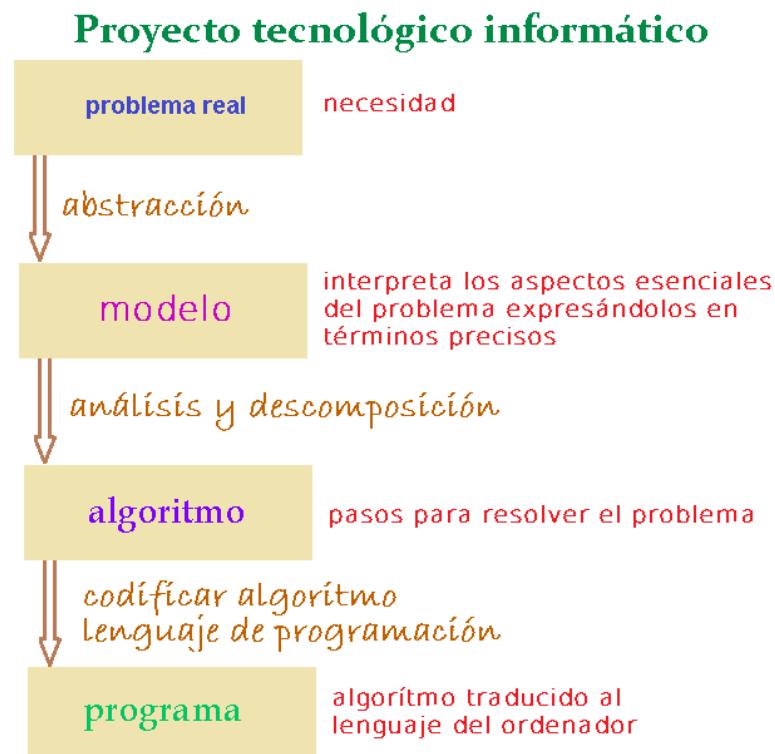 Proyecto tecnológico informático
problema real
necesidad
abstracción
modelo
interpreta los aspectos esenciales
del problema expresándolos en
términos precisos
análisis y descomposición
algoritmo
pasos para resolver el problema
codificar algorítmo
lenguaje de programación
programa
algorítmo traducido al
lenguaje del ordenador